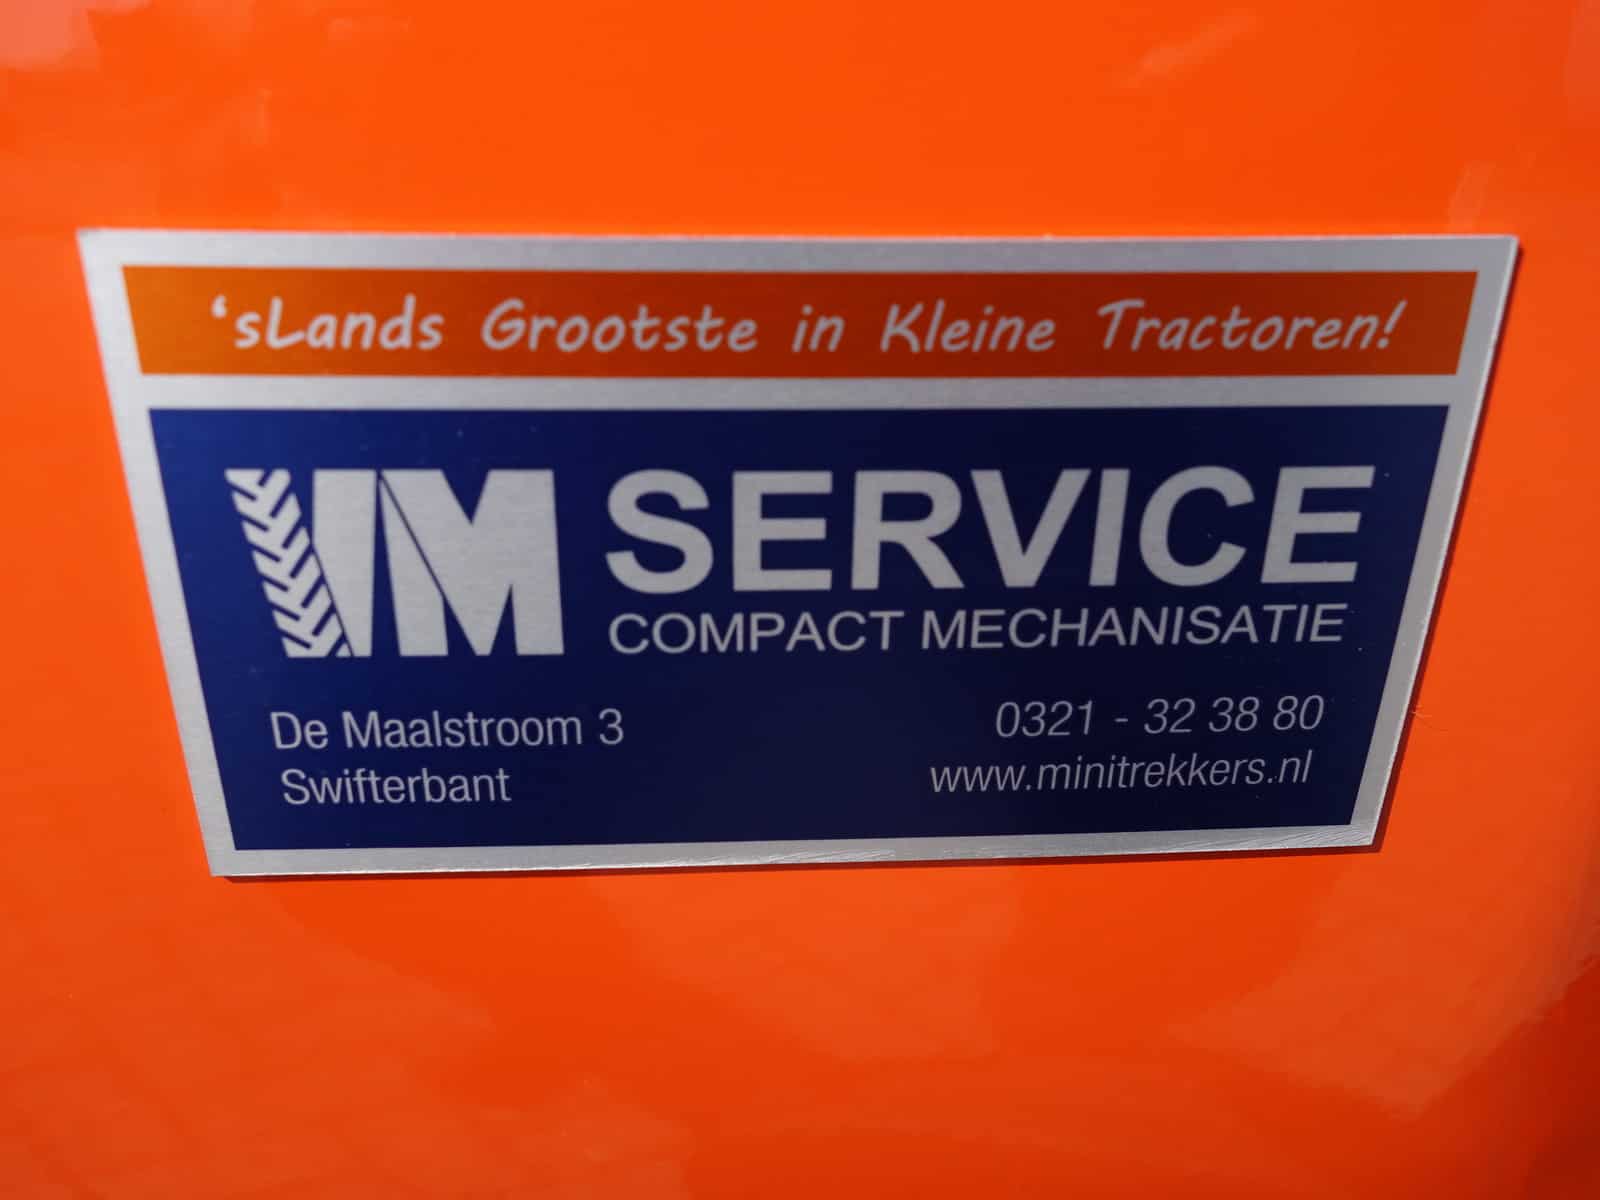 ‘sLands Grootste in Kleine Tractoren!
VM SERVICE
COMPACT MECHANISATIE
De Maalstroom 3
Swifterbant
0321 - 32 38 80
www.minitrekkers.nl